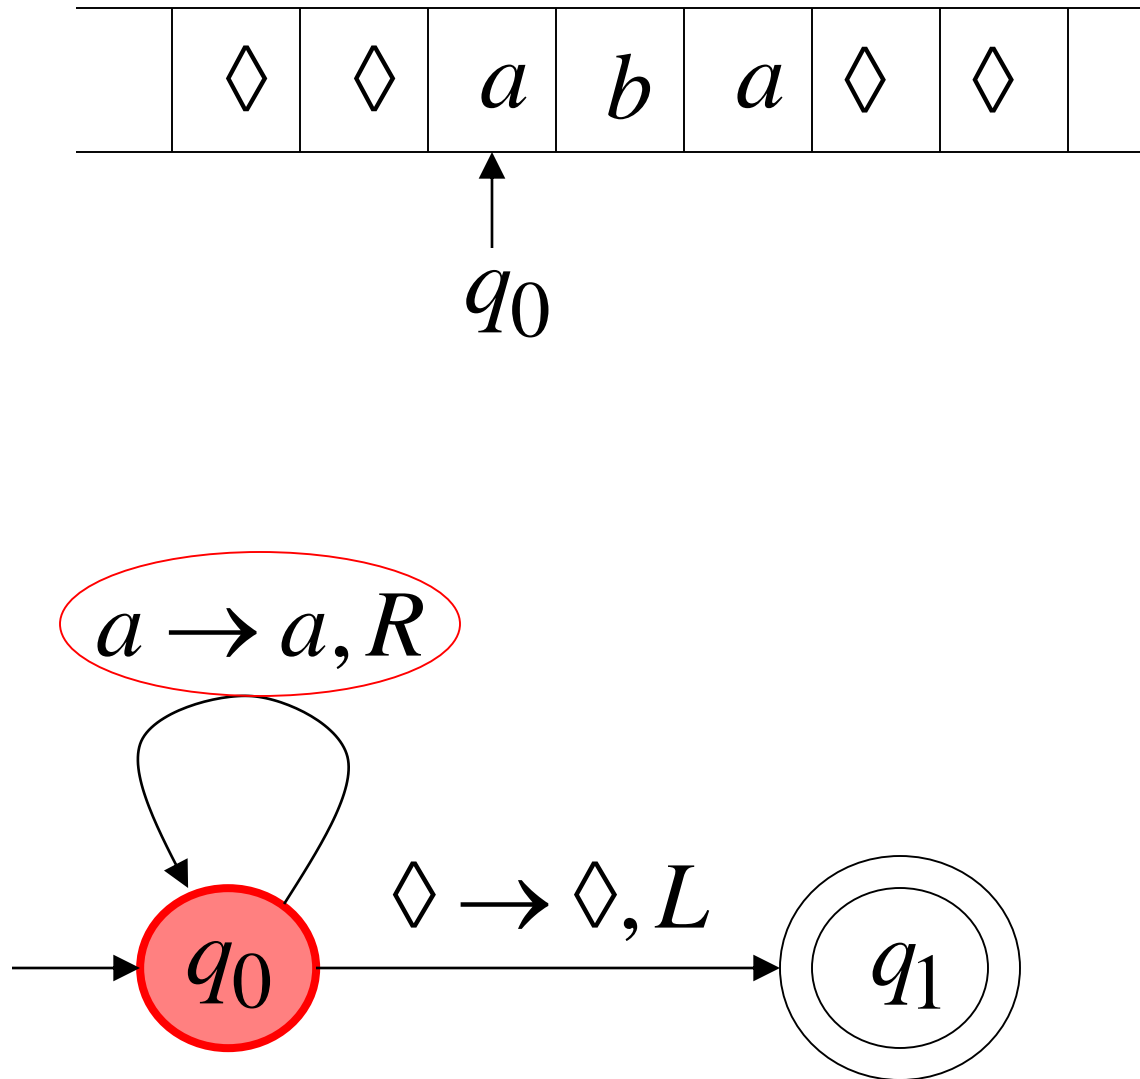 ◊ ◊ a b a ◊ ◊
q₀
a → a, R
◊ → ◊, L
q₀ q₁